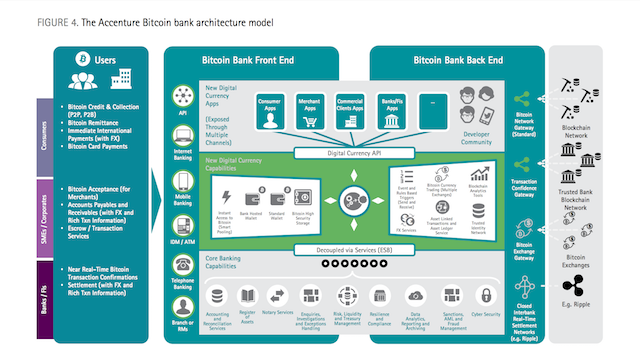 FIGURE 4. The Accenture Bitcoin bank architecture model
Users
Consumers
• Bitcoin Credit & Collection
(P2P, P2B)
• Bitcoin Remittance
• Immediate International
Payments (with FX)
• Bitcoin Card Payments
SMEs / Corporates
• Bitcoin Acceptance (for
Merchants)
• Accounts Payables and
Receivables (with FX and
Rich Txn Information)
• Escrow / Transaction
Services
Banks / FIs
• Near Real-Time Bitcoin
Transaction Confirmations
• Settlement (with FX and
Rich Txn Information)
Bitcoin Bank Front End
Bitcoin Bank Back End
API
Internet
Banking
Mobile
Banking
IDM / ATM
Telephone
Banking
Branch or
RMs
New Digital
Currency
Apps
(Exposed
Through
Multiple
Channels)
Consumer
Apps
Merchant
Apps
Commercial
Clients Apps
Banks/FIs
Apps
...
Developer
Community
Digital Currency API
New Digital Currency
Capabilities
Instant
Access to
Bitcoin
(Smart
Pooling)
Bank Hosted
Wallet
Standard
Wallet
Bitcoin High
Security
Storage
Event and
Rules Based
Triggers
(Send and
Receive)
Bitcoin Currency
Trading (Multiple
Exchanges)
Blockchain
Analytics
Tools
FX Services
Asset Linked
Transactions and
Asset Ledger
Service
Trusted
Identity
Network
Decoupled via Services (ESB)
Core Banking
Capabilities
Accounting
and
Reconciliation
Services
Register
of Assets
Notary Services
Enquiries,
Investigations
and Exceptions
Handling
Risk, Liquidity
and Treasury
Management
Resilience
and
Compliance
Data
Analytics,
Reporting and
Archiving
Sanctions,
AML and
Fraud
Management
Cyber Security
Bitcoin
Network
Gateway
(Standard)
Transaction
Confidence
Gateway
Bitcoin
Exchange
Gateway
Closed
Interbank
Real-Time
Settlement
Networks
(e.g. Ripple)
Blockchain
Network
Trusted Bank
Blockchain
Network
Bitcoin
Exchanges
E.g. Ripple